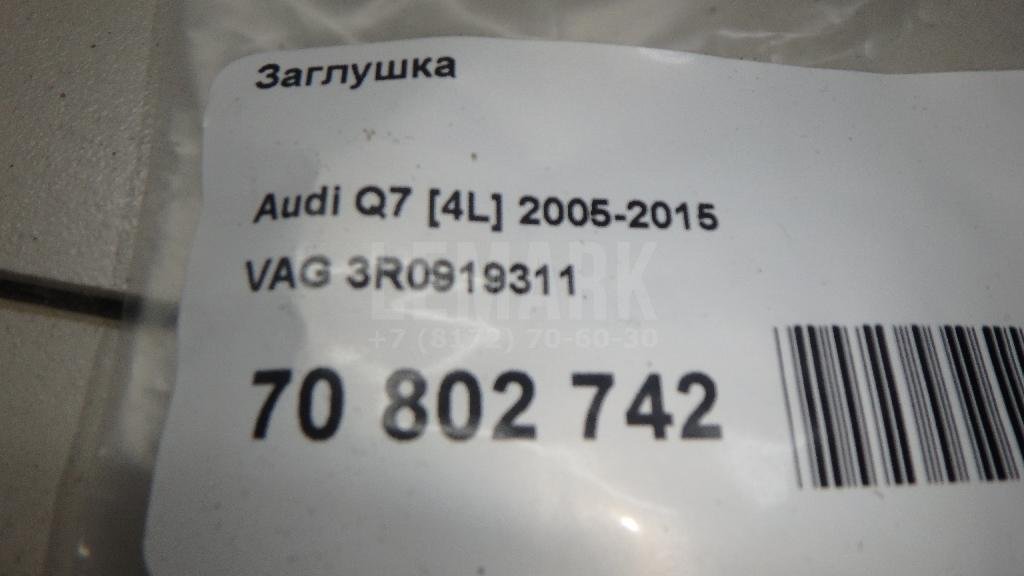 Заглушка
Audi Q7 [4L] 2005-2015
VAG 3R0919311
LEMARK
+7 (8172) 70-60-30
70 802 742